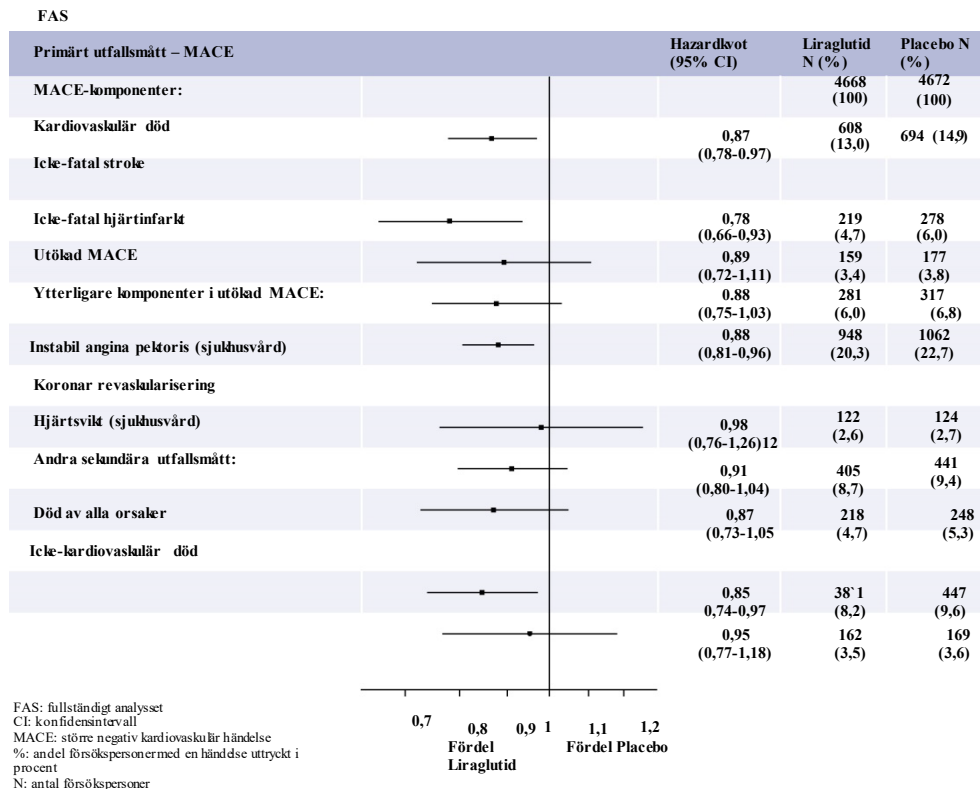 FAS
Primärt utfallsmått – MACE
Hazardkvot
(95% CI)
Liraglutid
N (%)
Placebo N
(%)
MACE-komponenter:
4668
(100)
4672
(100)
Kardiovaskulär död
0,87
(0,78-0.97)
608
(13,0)
694 (14,9)
Icke-fatal stroke
Icke-fatal hjärtinfarkt
0,78
(0,66-0,93)
219
(4,7)
278
(6,0)
Utökad MACE
0,89
(0,72-1,11)
159
(3,4)
177
(3,8)
Ytterligare komponenter i utökad MACE:
0.88
(0,75-1,03)
281
(6,0)
317
(6,8)
Instabil angina pektoris (sjukhusvård)
0,88
(0,81-0,96)
948
(20,3)
1062
(22,7)
Koronar revaskularisering
Hjärtsvikt (sjukhusvård)
0,98
(0,76-1,26)12
122
(2,6)
124
(2,7)
Andra sekundära utfallsmått:
0,91
(0,80-1,04)
405
(8,7)
441
(9,4)
Död av alla orsaker
0,87
(0,73-1,05
218
(4,7)
248
(5,3)
Icke-kardiovaskulär död
0,85
0,74-0,97
38`1
(8,2)
447
(9,6)
0,95
(0,77-1,18)
162
(3,5)
169
(3,6)
0,7 0,8 0,9 1 1,1 1,2
Fördel
Liraglutid
Fördel Placebo
FAS: fullständigt analysset
CI: konfidensintervall
MACE: större negativ kardiovaskulär händelse
%: andel försökspersoner med en händelse uttryckt i
procent
N: antal försökspersoner